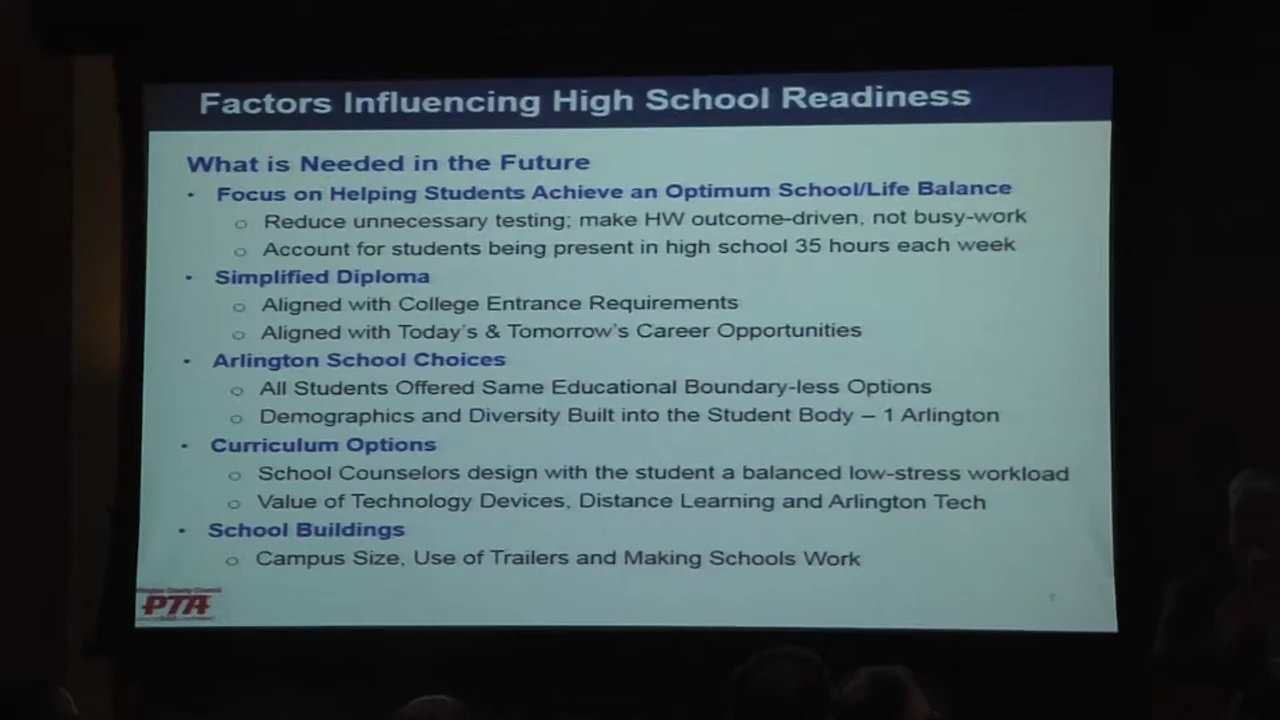 Factors Influencing High School Readiness
What is Needed in the Future
• Focus on Helping Students Achieve an Optimum School/Life Balance
o Reduce unnecessary testing; make HW outcome-driven, not busy-work
o Account for students being present in high school 35 hours each week
• Simplified Diploma
o Aligned with College Entrance Requirements
o Aligned with Today's & Tomorrow's Career Opportunities
• Arlington School Choices
o All Students Offered Same Educational Boundary-less Options
o Demographics and Diversity Built into the Student Body – 1 Arlington
• Curriculum Options
o School Counselors design with the student a balanced low-stress workload
o Value of Technology Devices, Distance Learning and Arlington Tech
• School Buildings
o Campus Size, Use of Trailers and Making Schools Work
PTA